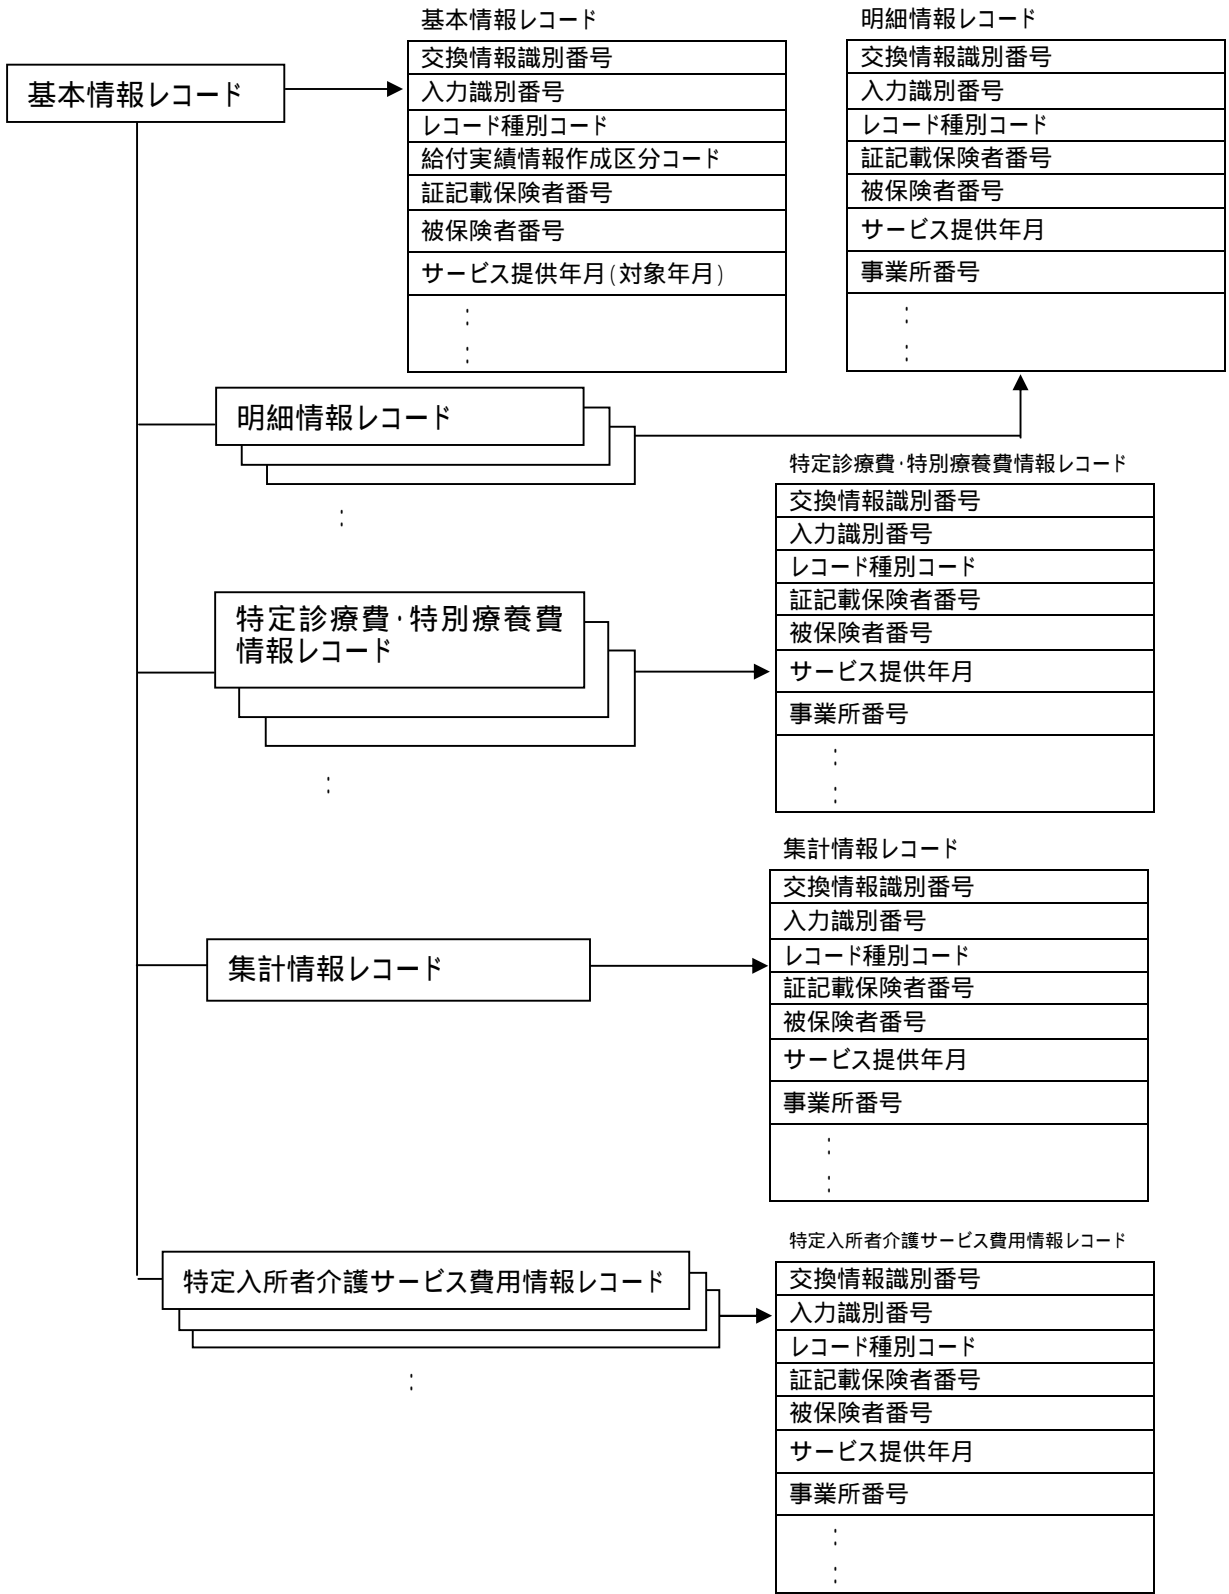 基本情報レコード
基本情報レコード
交換情報識別番号
入力識別番号
レコード種別コード
給付実績情報作成区分コード
証記載保険者番号
被保険者番号
サービス提供年月(対象年月)
:
:
明細情報レコード
交換情報識別番号
入力識別番号
レコード種別コード
証記載保険者番号
被保険者番号
サービス提供年月
事業所番号
:
:
明細情報レコード
:
特定診療費・特別療養費情報レコード
交換情報識別番号
入力識別番号
レコード種別コード
証記載保険者番号
被保険者番号
サービス提供年月
事業所番号
:
:
特定診療費・特別療養費
情報レコード
:
集計情報レコード
交換情報識別番号
入力識別番号
レコード種別コード
証記載保険者番号
被保険者番号
サービス提供年月
事業所番号
:
:
集計情報レコード
特定入所者介護サービス費用情報レコード
交換情報識別番号
入力識別番号
レコード種別コード
証記載保険者番号
被保険者番号
サービス提供年月
事業所番号
:
:
特定入所者介護サービス費用情報レコード
: